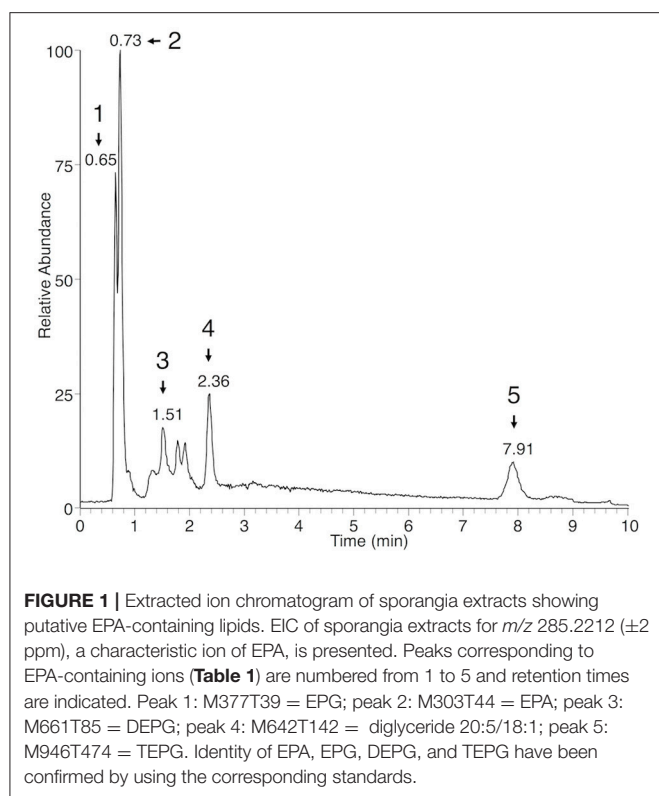 0.73 ← 2
100
1
0.65
75
Relative Abundance
50
4
3
2.36
25
5
1.51
7.91
0
0 1 2 3 4 5 6 7 8 9 10
Time (min)
FIGURE 1 | Extracted ion chromatogram of sporangia extracts showing
putative EPA-containing lipids. EIC of sporangia extracts for m/z 285.2212 (±2
ppm), a characteristic ion of EPA, is presented. Peaks corresponding to
EPA-containing ions (Table 1) are numbered from 1 to 5 and retention times
are indicated. Peak 1: M377T39 = EPG; peak 2: M303T44 = EPA; peak 3:
M661T85 = DEPG; peak 4: M642T142 = diglyceride 20:5/18:1; peak 5:
M946T474 = TEPG. Identity of EPA, EPG, DEPG, and TEPG have been
confirmed by using the corresponding standards.